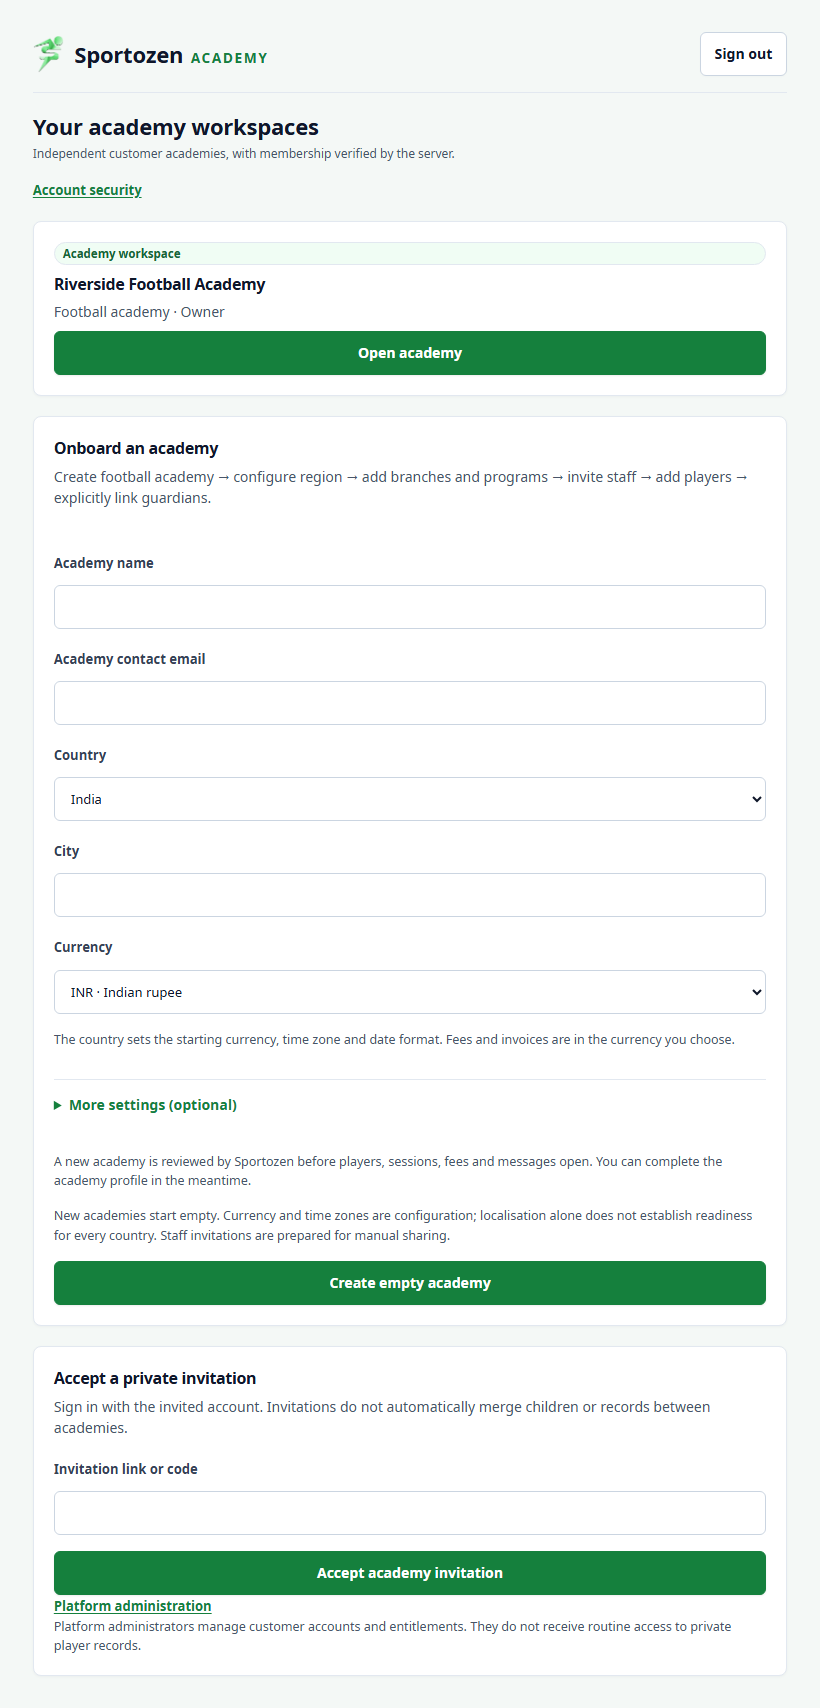 Sportozen ACADEMY
Sign out
Your academy workspaces
Independent customer academies, with membership verified by the server.
Account security
Academy workspace
Riverside Football Academy
Football academy · Owner
Open academy
Onboard an academy
Create football academy → configure region → add branches and programs → invite staff → add players →
explicitly link guardians.
Academy name
Academy contact email
Country
India
City
Currency
INR · Indian rupee
The country sets the starting currency, time zone and date format. Fees and invoices are in the currency you choose.
More settings (optional)
A new academy is reviewed by Sportozen before players, sessions, fees and messages open. You can complete the
academy profile in the meantime.
New academies start empty. Currency and time zones are configuration; localisation alone does not establish readiness
for every country. Staff invitations are prepared for manual sharing.
Create empty academy
Accept a private invitation
Sign in with the invited account. Invitations do not automatically merge children or records between
academies.
Invitation link or code
Accept academy invitation
Platform administration
Platform administrators manage customer accounts and entitlements. They do not receive routine access to private
player records.